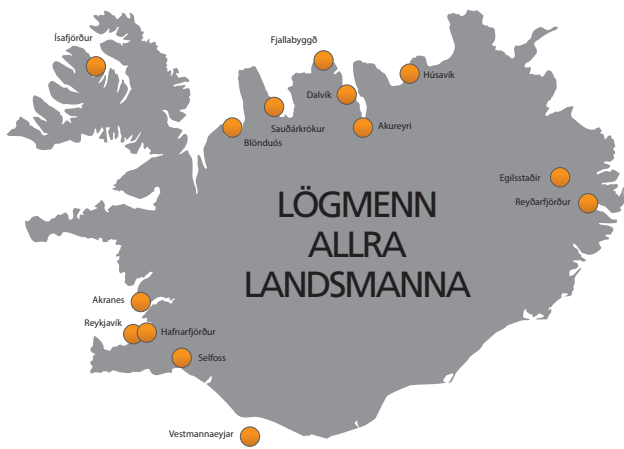 Ísafjörður
Fjallabyggð
Húsavík
Dalvík
Sauðárkrókur
Akureyri
Blönduós
Egilsstaðir
Reyðarfjörður
LÖGMENN
ALLRA
LANDSMANNA
Akranes
Reykjavík
Hafnarfjörður
Selfoss
Vestmannaeyjar